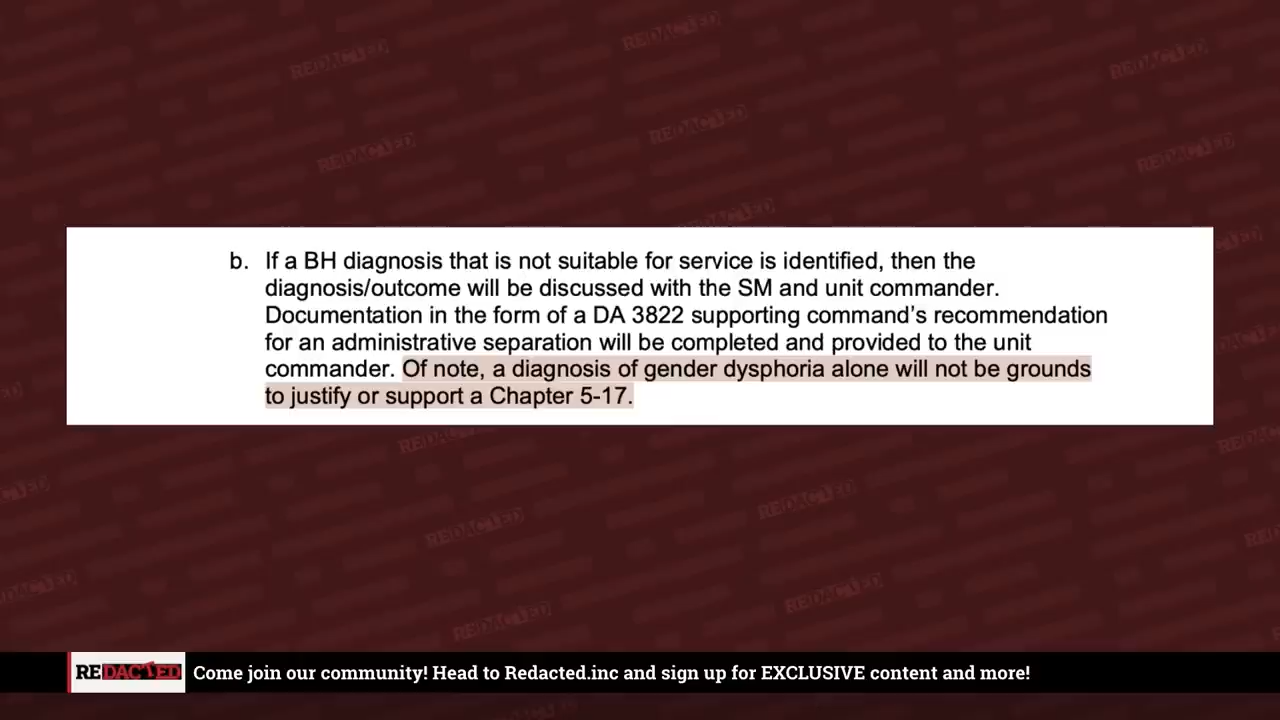 b. If a BH diagnosis that is not suitable for service is identified, then the
diagnosis/outcome will be discussed with the SM and unit commander.
Documentation in the form of a DA 3822 supporting command's recommendation
for an administrative separation will be completed and provided to the unit
commander. Of note, a diagnosis of gender dysphoria alone will not be grounds
to justify or support a Chapter 5-17.
REDACTED Come join our community! Head to Redacted.inc and sign up for EXCLUSIVE content and more!